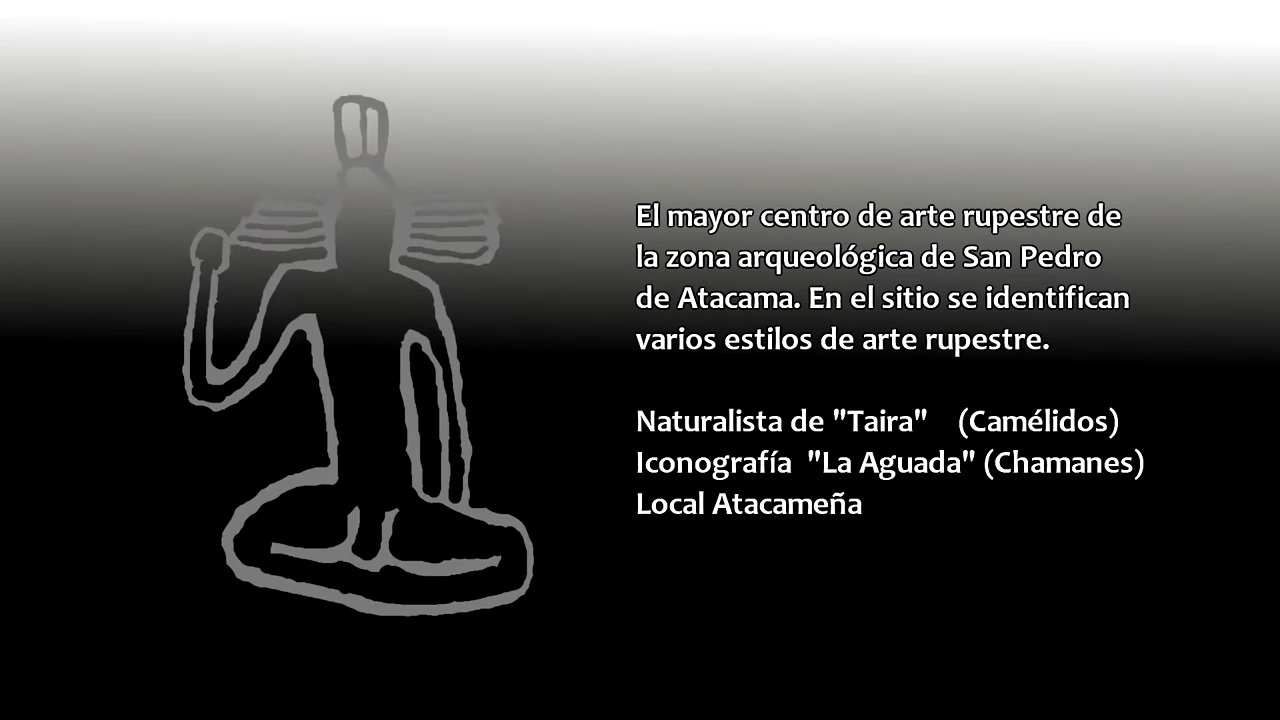 El mayor centro de arte rupestre de
la zona arqueológica de San Pedro
de Atacama. En el sitio se identifican
varios estilos de arte rupestre.
Naturalista de "Taira" (Camélidos)
Iconografía "La Aguada" (Chamanes)
Local Atacameña